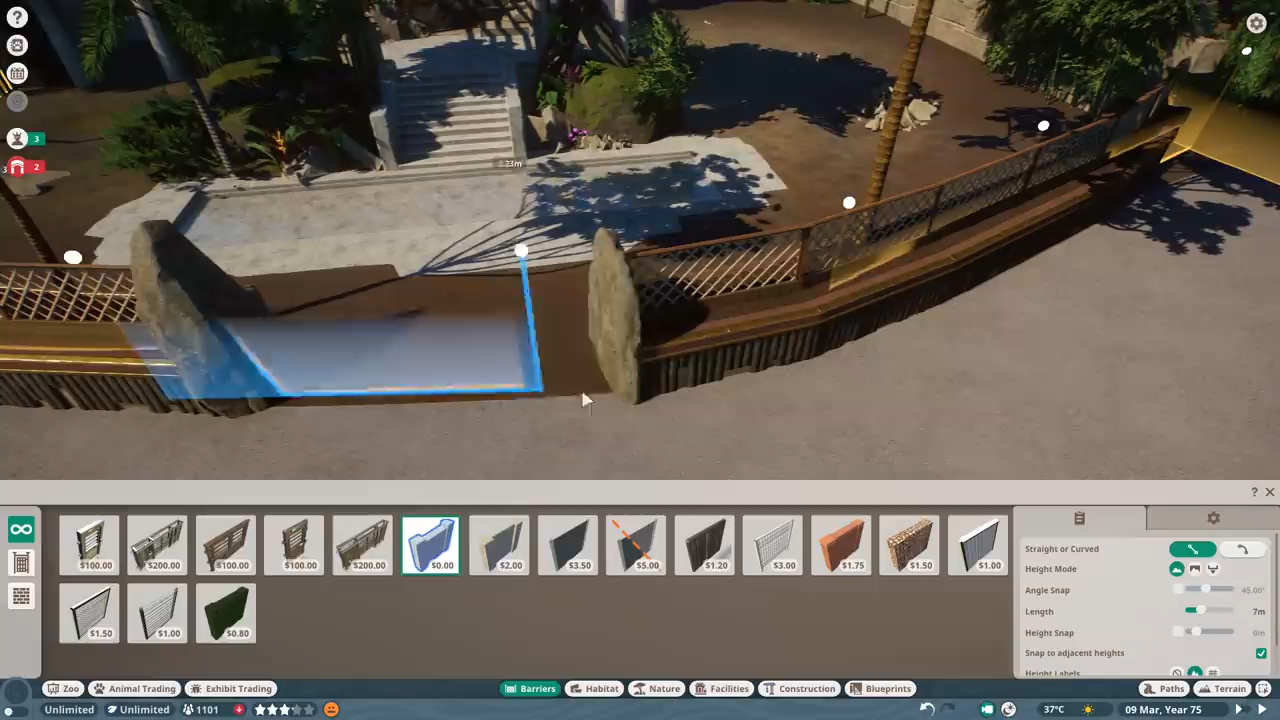 ?
3
3
2
23m
? ×
$100.00 $200.00 $100.00 $100.00 $200.00 $0.00 $2.00 $3.50 $5.00 $1.20 $3.00 $1.75 $1.50 $1.00
$1.50 $1.00 $0.80
Straight or Curved
Height Mode
Angle Snap 45.00°
Length 7m
Height Snap 0m
Snap to adjacent heights
Height Labels
Zoo Animal Trading Exhibit Trading Barriers Habitat Nature Facilities Construction Blueprints Paths Terrain
Unlimited Unlimited 1101 37°C 09 Mar, Year 75